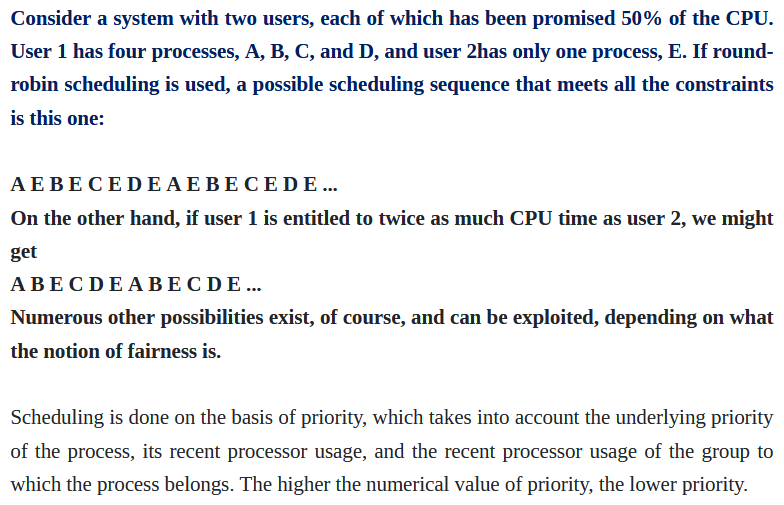 Consider a system with two users, each of which has been promised 50% of the CPU.
User 1 has four processes, A, B, C, and D, and user 2has only one process, E. If round-
robin scheduling is used, a possible scheduling sequence that meets all the constraints
is this one:
A E B E C E D E A E B E C E D E ...
On the other hand, if user 1 is entitled to twice as much CPU time as user 2, we might
get
A B E C D E A B E C D E ...
Numerous other possibilities exist, of course, and can be exploited, depending on what
the notion of fairness is.
Scheduling is done on the basis of priority, which takes into account the underlying priority
of the process, its recent processor usage, and the recent processor usage of the group to
which the process belongs. The higher the numerical value of priority, the lower priority.